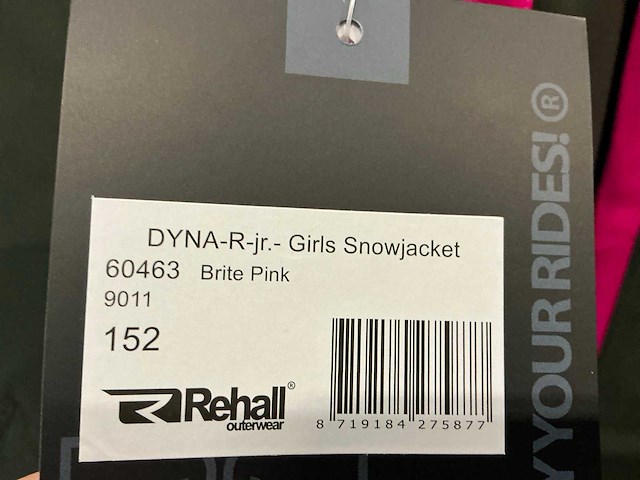 DYNA-R-jr.- Girls Snowjacket
60463 Brite Pink
9011
152
Rehall®
outerwear
8 719184 275877
YOUR RIDES!®